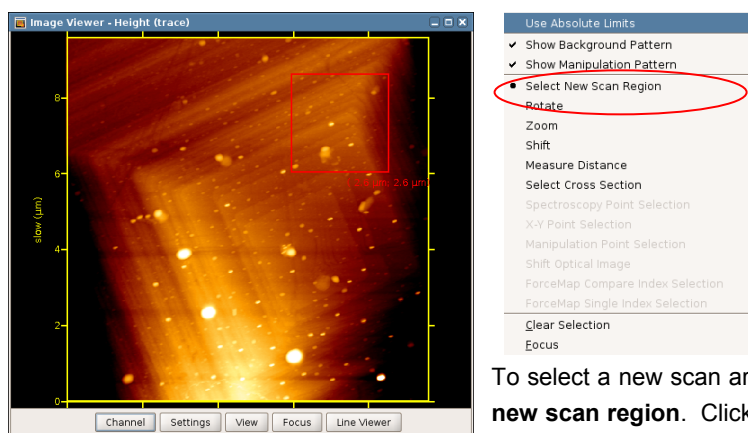 Image Viewer - Height (trace)
8
6
2.6 µm
slow (µm)
4
2
0
Channel Settings View Focus Line Viewer
Use Absolute Limits
Show Background Pattern
Show Manipulation Pattern
Select New Scan Region
Rotate
Zoom
Shift
Measure Distance
Select Cross Section
Spectroscopy Point Selection
X-Y Point Selection
Manipulation Point Selection
Shift Optical Image
ForceMap Compare Index Selection
ForceMap Single Index Selection
Clear Selection
Focus
To select a new scan
new scan region. Click